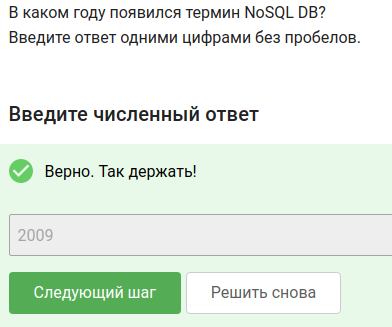 В каком году появился термин NoSQL DB?
Введите ответ одними цифрами без пробелов.
Введите численный ответ
Верно. Так держать!
2009
Следующий шаг
Решить снова